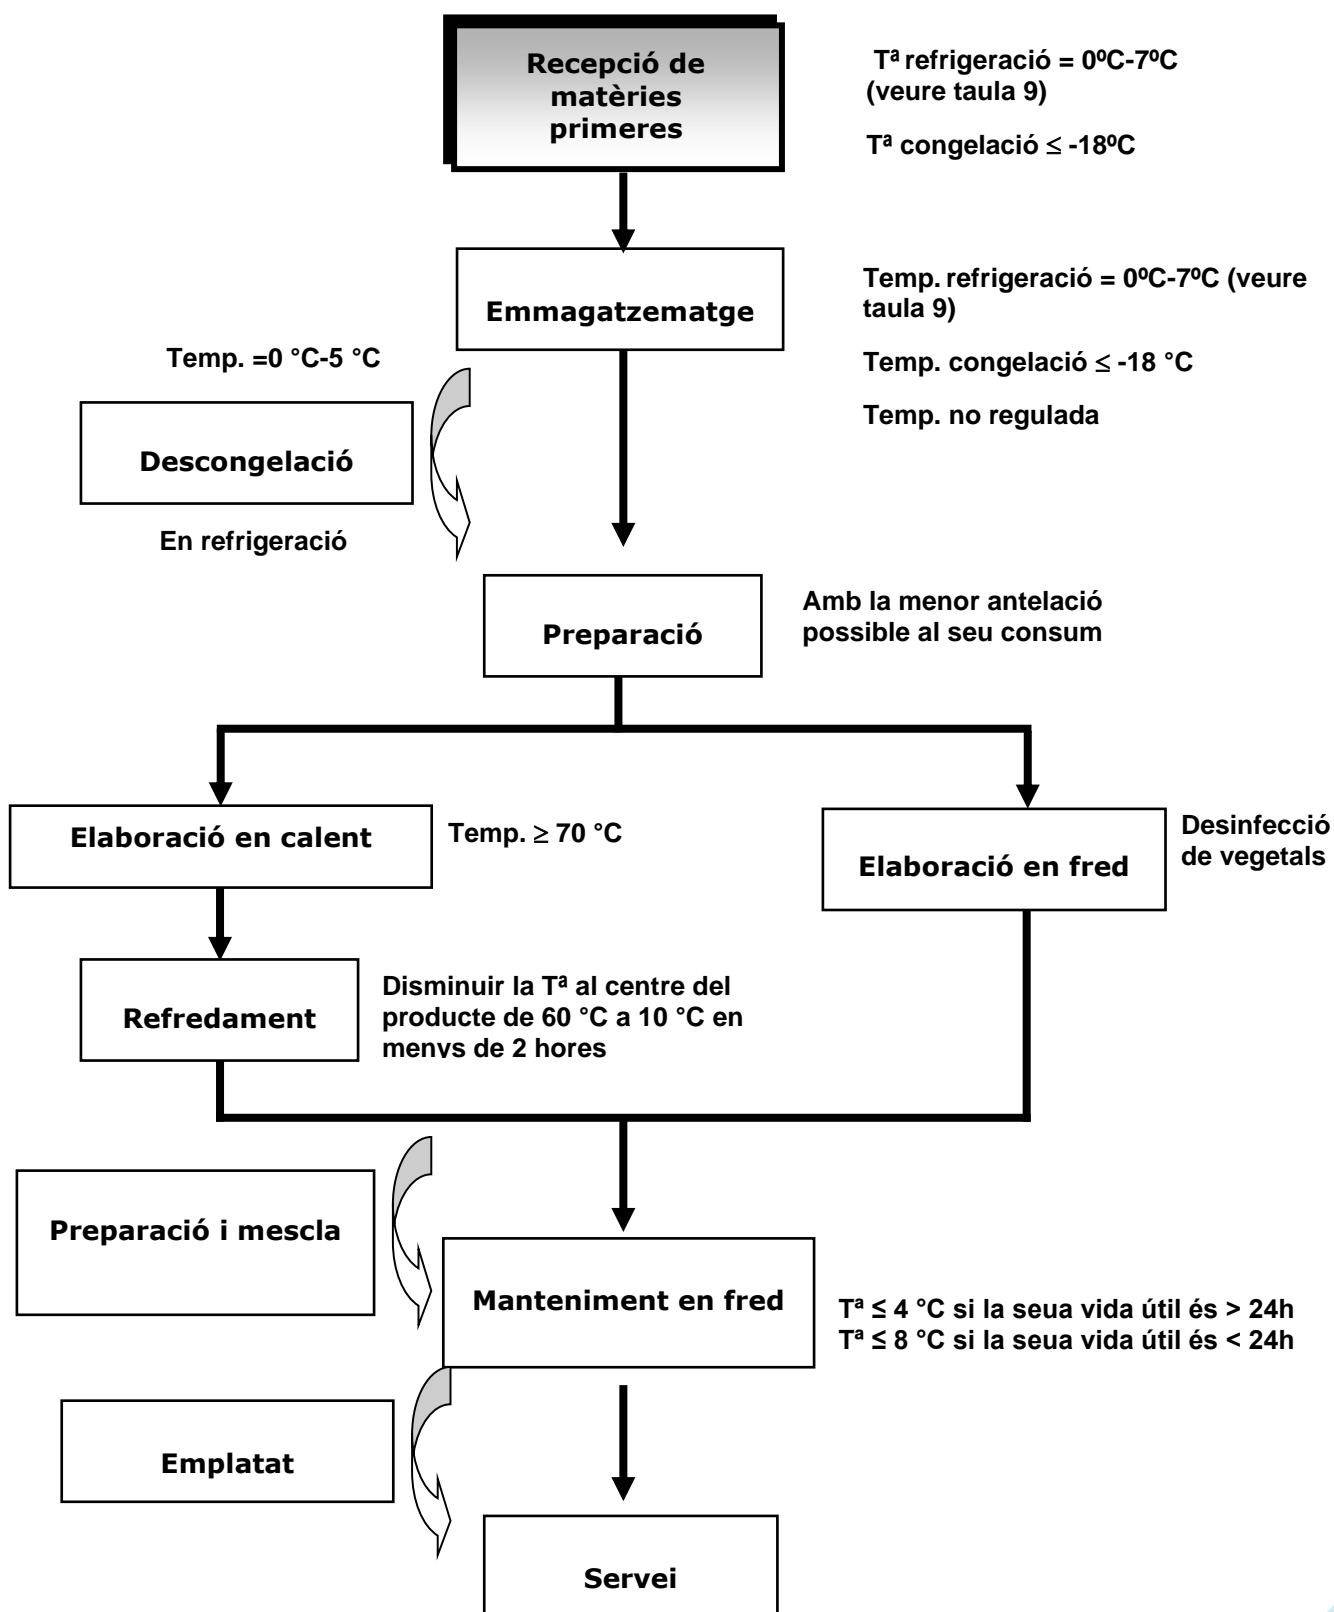 Recepció de
matèries
primeres
Tª refrigeració = 0ºC-7ºC
(veure taula 9)
Tª congelació ≤ -18ºC
Emmagatzematge
Temp. refrigeració = 0ºC-7ºC (veure
taula 9)
Temp. congelació ≤ -18 °C
Temp. no regulada
Temp. =0 °C-5 °C
Descongelació
En refrigeració
Preparació
Amb la menor antelació
possible al seu consum
Elaboració en calent
Temp. ≥ 70 °C
Elaboració en fred
Desinfecció
de vegetals
Refredament
Disminuir la Tª al centre del
producte de 60 °C a 10 °C en
menys de 2 hores
Preparació i mescla
Manteniment en fred
Tª ≤ 4 °C si la seua vida útil és > 24h
Tª ≤ 8 °C si la seua vida útil és < 24h
Emplatat
Servei